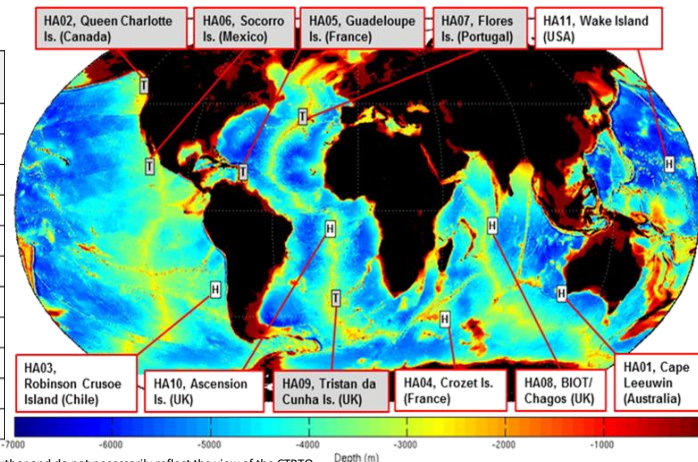 HA02, Queen Charlotte
Is. (Canada)
HA06, Socorro
Is. (Mexico)
HA05, Guadeloupe
Is. (France)
HA07, Flores
Is. (Portugal)
HA11, Wake Island
(USA)
T
T
H
T
T
H
H
H
T
H
H
HA03,
Robinson Crusoe
Island (Chile)
HA10, Ascension
Is. (UK)
HA09, Tristan da
Cunha Is. (UK)
HA04, Crozet Is.
(France)
HA08, BIOT/
Chagos (UK)
HA01, Cape
Leeuwin
(Australia)
-7000 -6000 -5000 -4000 -3000 -2000 -1000
Depth (m)